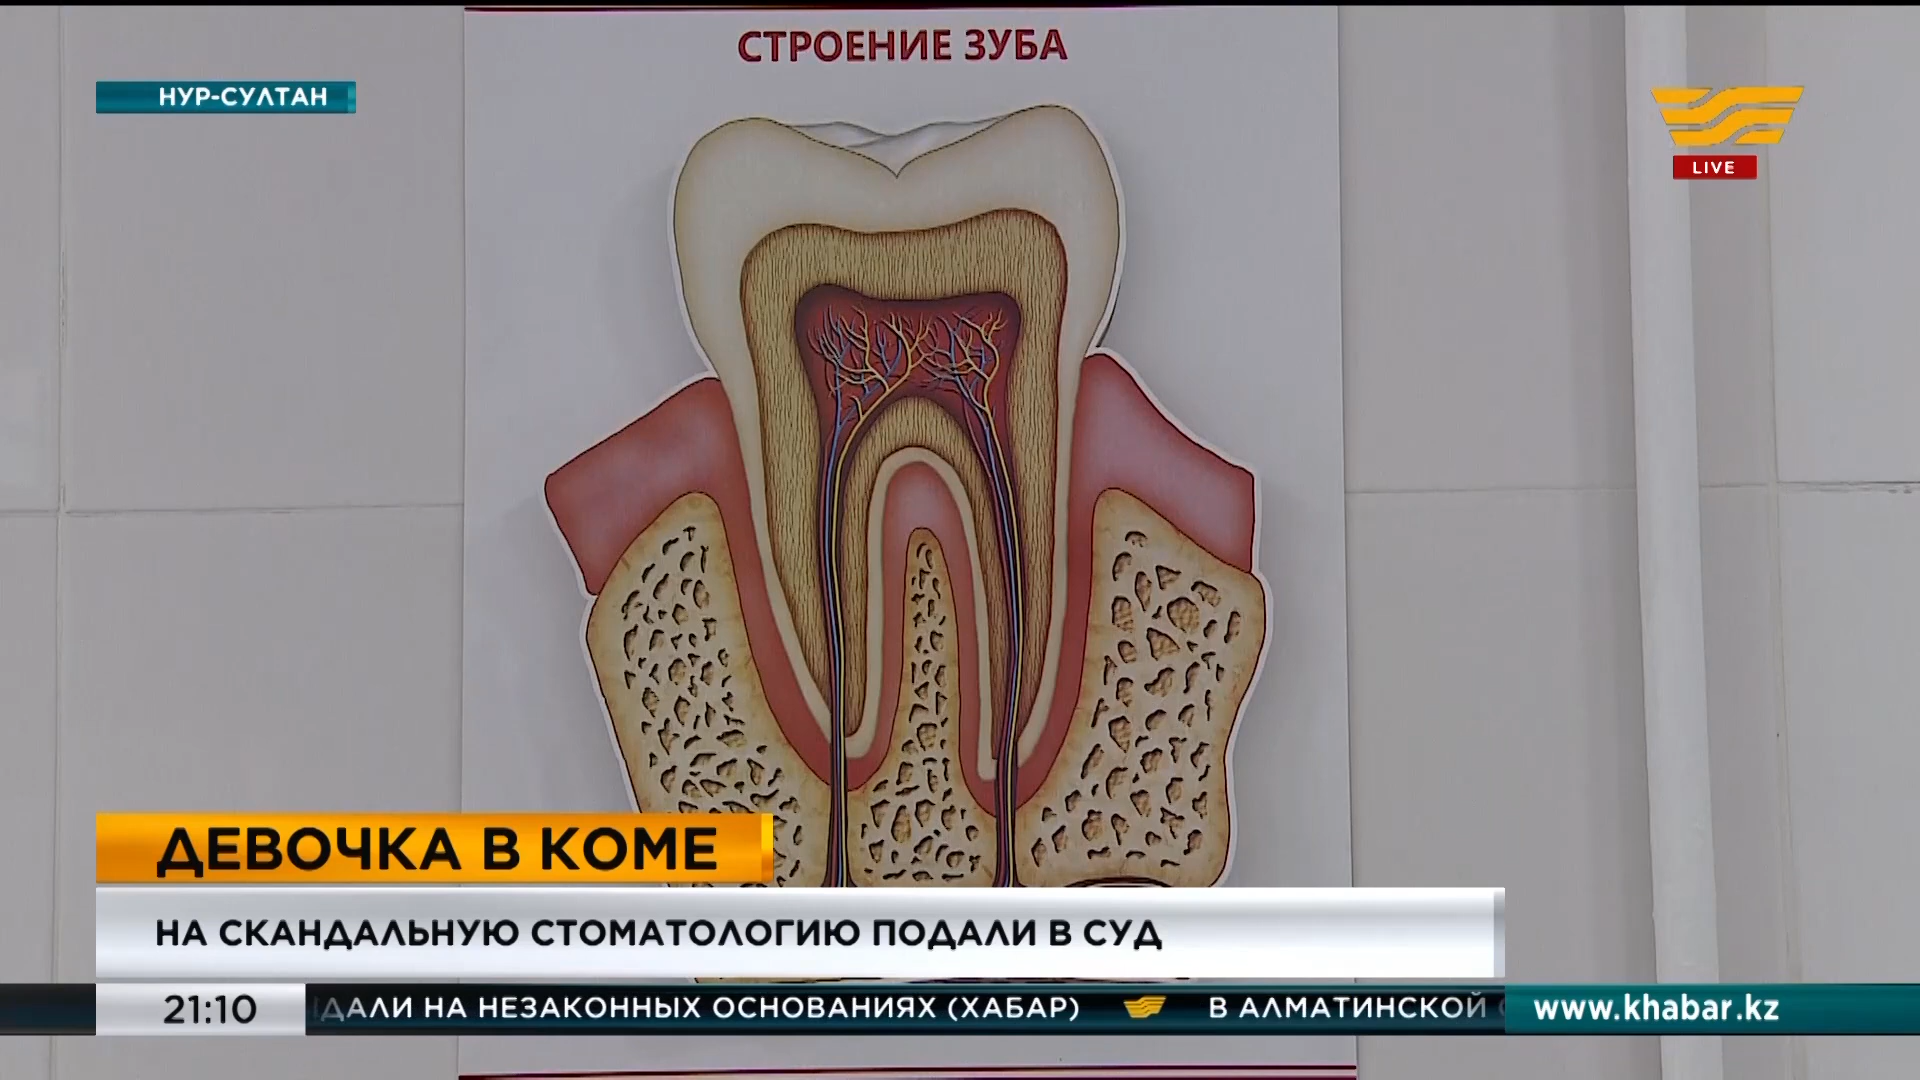 СТРОЕНИЕ ЗУБА
НУР-СУЛТАН
LIVE
ДЕВОЧКА В КОМЕ
НА СКАНДАЛЬНУЮ СТОМАТОЛОГИЮ ПОДАЛИ В СУД
21:10
ДАЛИ НА НЕЗАКОННЫХ ОСНОВАНИЯХ (ХАБАР) В АЛМАТИНСКОЙ
www.khabar.kz